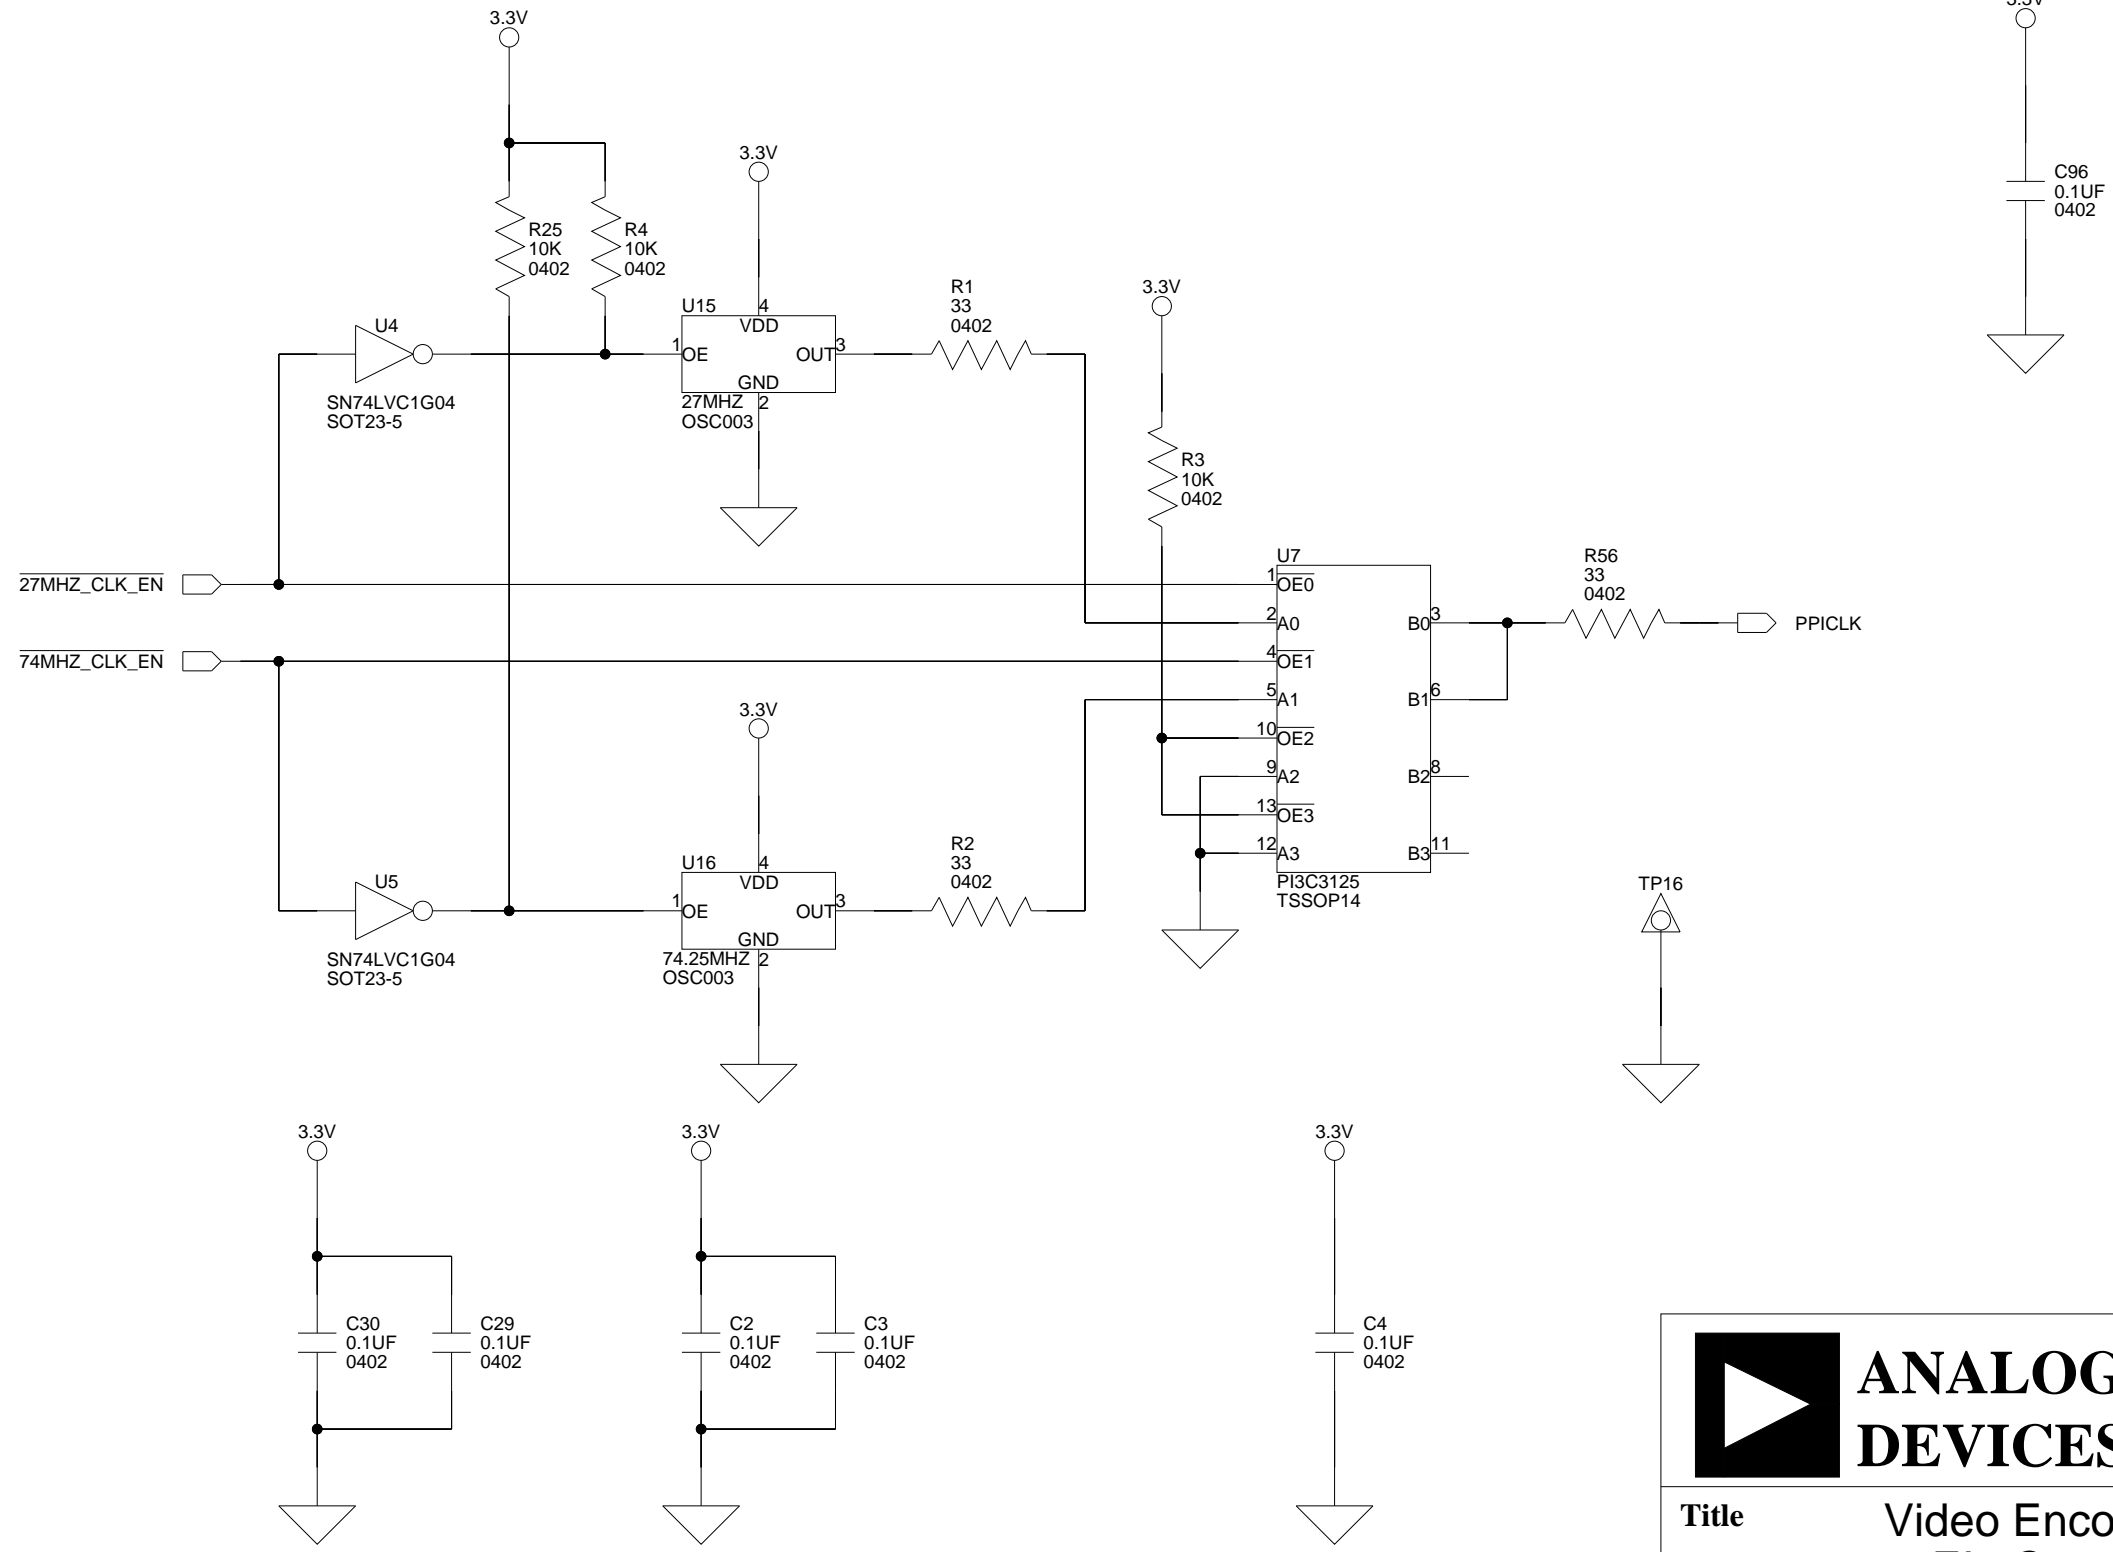 3.3V
3.3V
C96
0.1UF
0402
3.3V
R25
10K
0402
R4
10K
0402
U15
4
VDD
1
OE
OUT
3
GND
27MHZ
2
OSC003
U4
SN74LVC1G04
SOT23-5
R1
33
0402
3.3V
R3
10K
0402
27MHZ_CLK_EN
74MHZ_CLK_EN
U7
1
OE0
2
A0
B0
3
4
OE1
5
A1
B1
6
10
OE2
9
A2
B2
8
13
OE3
12
A3
B3
11
PI3C3125
TSSOP14
R56
33
0402
PPICLK
3.3V
U16
4
VDD
1
OE
OUT
3
GND
74.25MHZ
2
OSC003
U5
SN74LVC1G04
SOT23-5
R2
33
0402
TP16
3.3V
C30
0.1UF
0402
C29
0.1UF
0402
3.3V
C2
0.1UF
0402
C3
0.1UF
0402
3.3V
C4
0.1UF
0402
ANALOG
DEVICES
Title
Video Enco